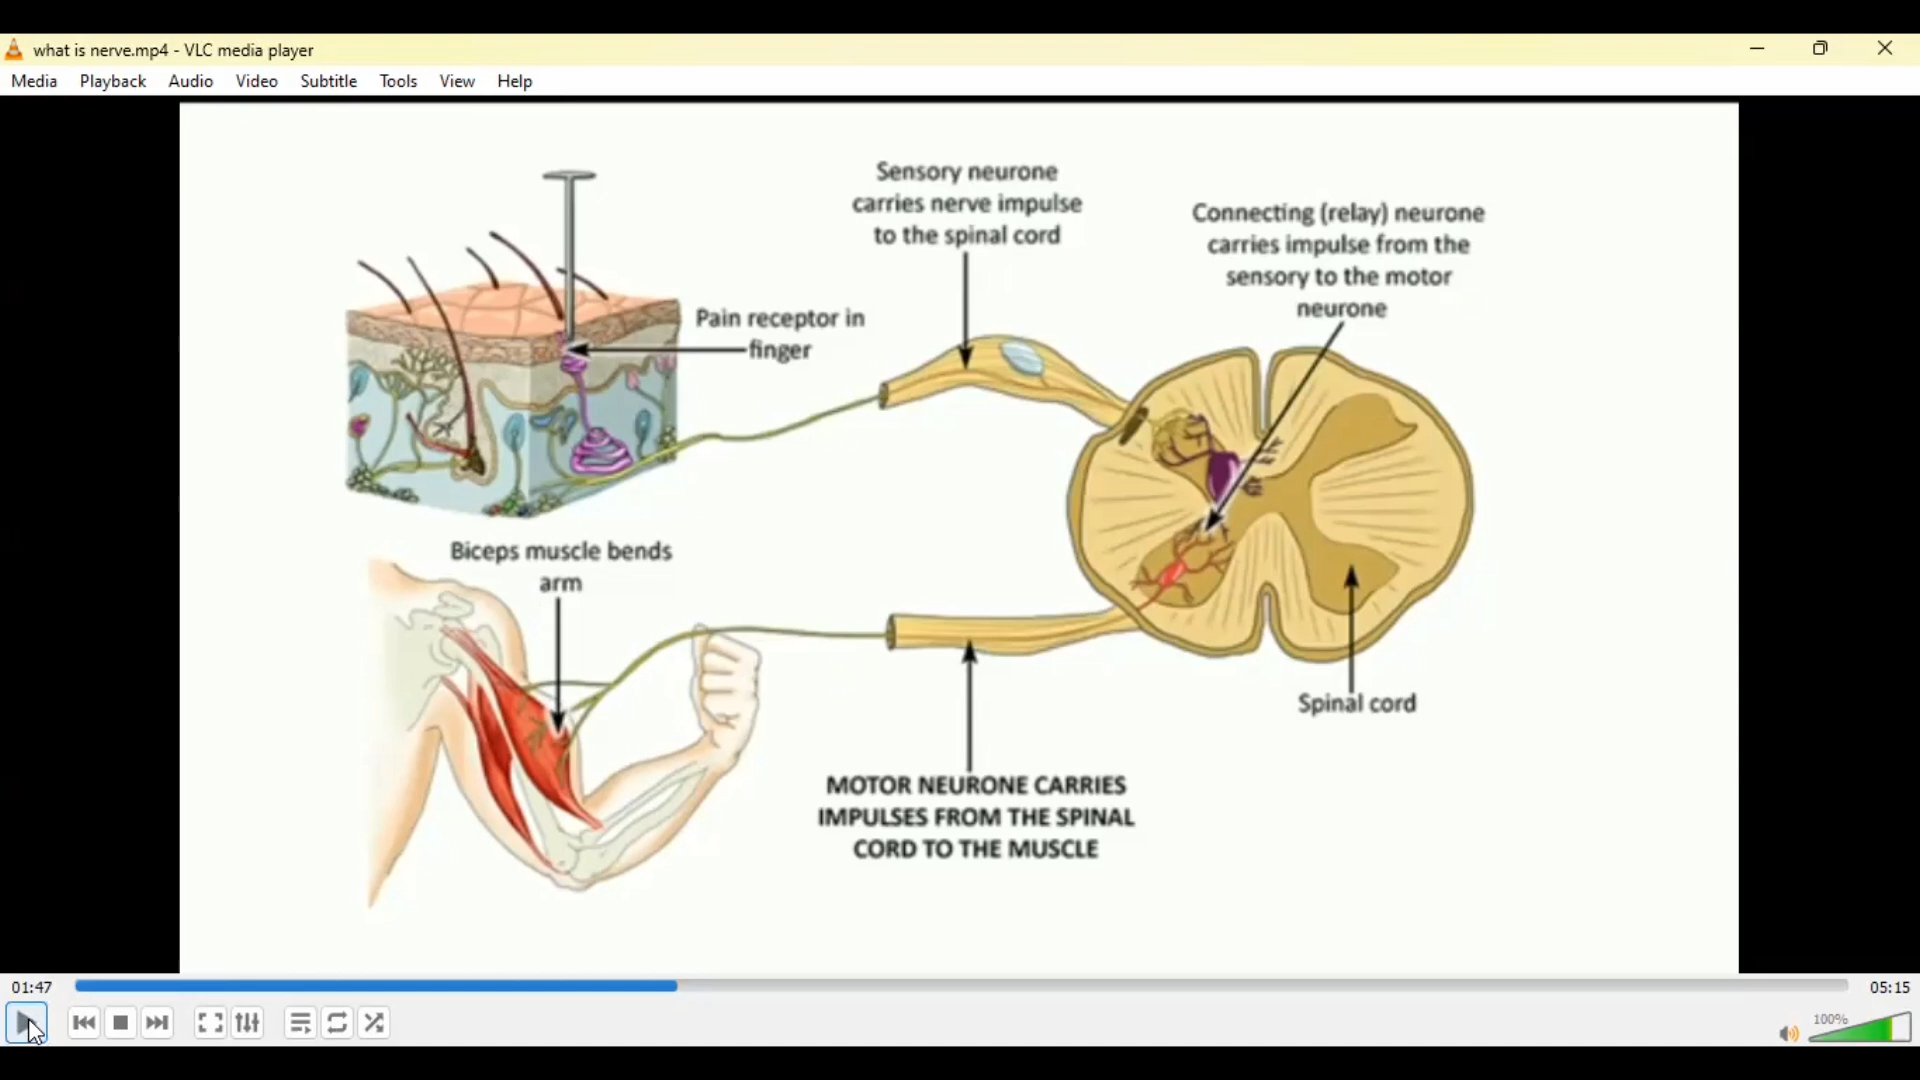 what is nerve.mp4 - VLC media player
Media Playback Audio Video Subtitle Tools View Help
Sensory neurone
carries nerve impulse
to the spinal cord
Connecting (relay) neurone
carries impulse from the
sensory to the motor
neurone
Pain receptor in
finger
Biceps muscle bends
arm
Spinal cord
MOTOR NEURONE CARRIES
IMPULSES FROM THE SPINAL
CORD TO THE MUSCLE
01:47
05:15
100%